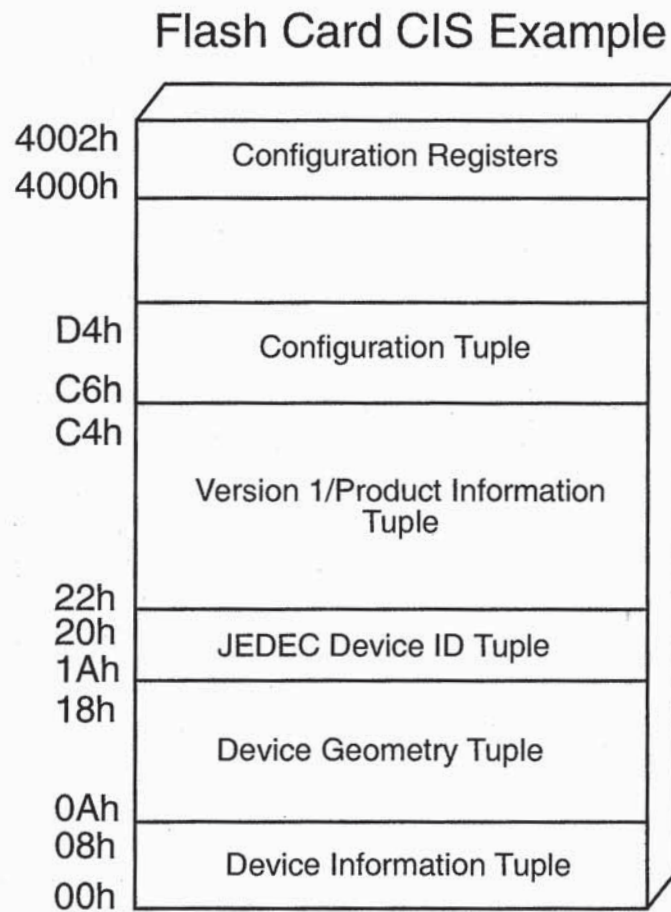 Flash Card CIS Example
4002h
Configuration Registers
4000h
D4h
Configuration Tuple
C6h
C4h
Version 1/Product Information
Tuple
22h
20h
JEDEC Device ID Tuple
1Ah
18h
Device Geometry Tuple
0Ah
08h
Device Information Tuple
00h